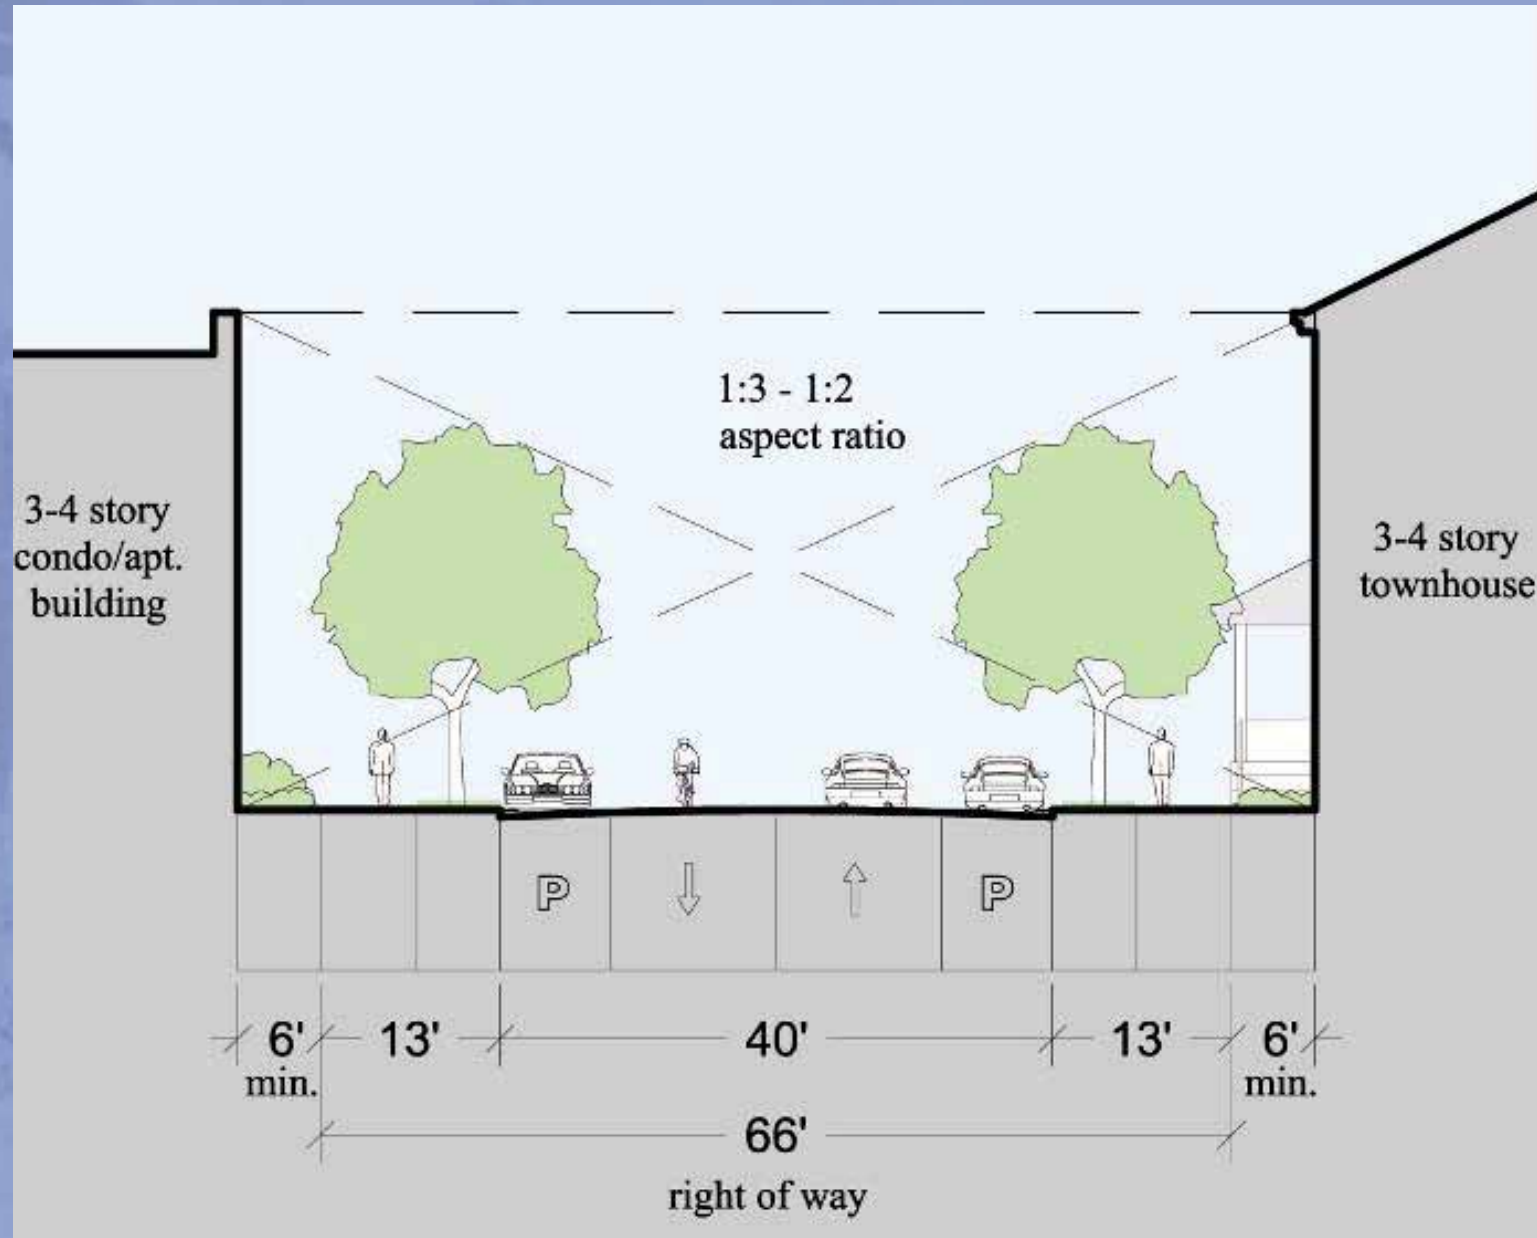 1:3 - 1:2
aspect ratio
3-4 story
condo/apt.
building
3-4 story
townhouse
P
P
6'
min.
13'
40'
13'
6'
min.
66'
right of way